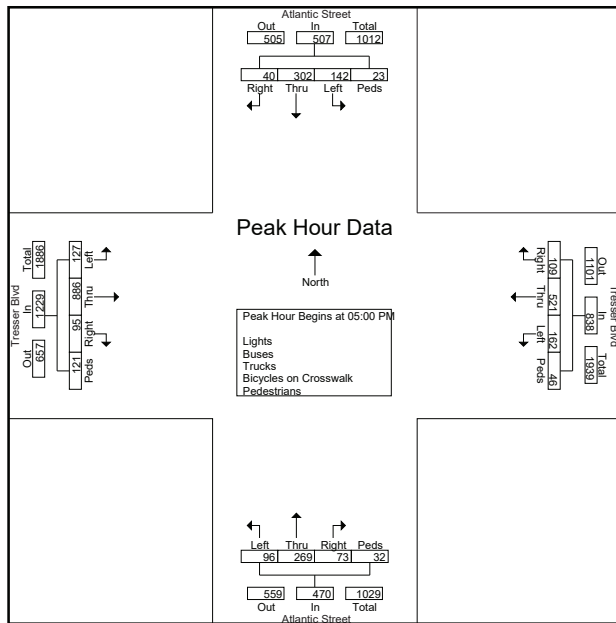 Atlantic Street
Out In Total
505 507 1012
40 302 142 23
Right Thru Left Peds
Peak Hour Data
North
Peak Hour Begins at 05:00 PM
Lights
Buses
Trucks
Bicycles on Crosswalk
Pedestrians
Tresser Blvd
Out In Total
657 1229 1886
Left Thru Right Peds
127 886 95 121
Tresser Blvd
Out In Total
1101 838 1939
Right Thru Left Peds
109 521 162 46
Left Thru Right Peds
96 269 73 32
559 470 1029
Out In Total
Atlantic Street